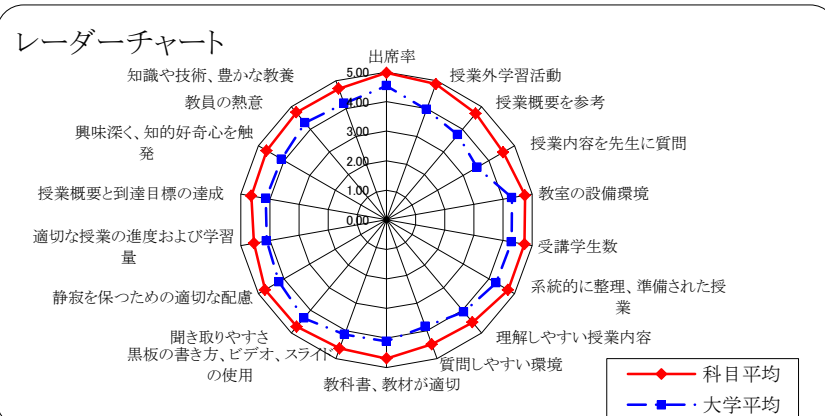 レーダーチャート
出席率
授業外学習活動
授業概要を参考
授業内容を先生に質問
教室の設備環境
受講学生数
系統的に整理、準備された授
業
理解しやすい授業内容
質問しやすい環境
教科書、教材が適切
黒板の書き方、ビデオ、スライド
の使用
聞き取りやすさ
静寂を保つための適切な配慮
適切な授業の進度および学習
量
授業概要と到達目標の達成
興味深く、知的好奇心を触
発
教員の熱意
知識や技術、豊かな教養
5.00
4.00
3.00
2.00
1.00
0.00
科目平均
大学平均